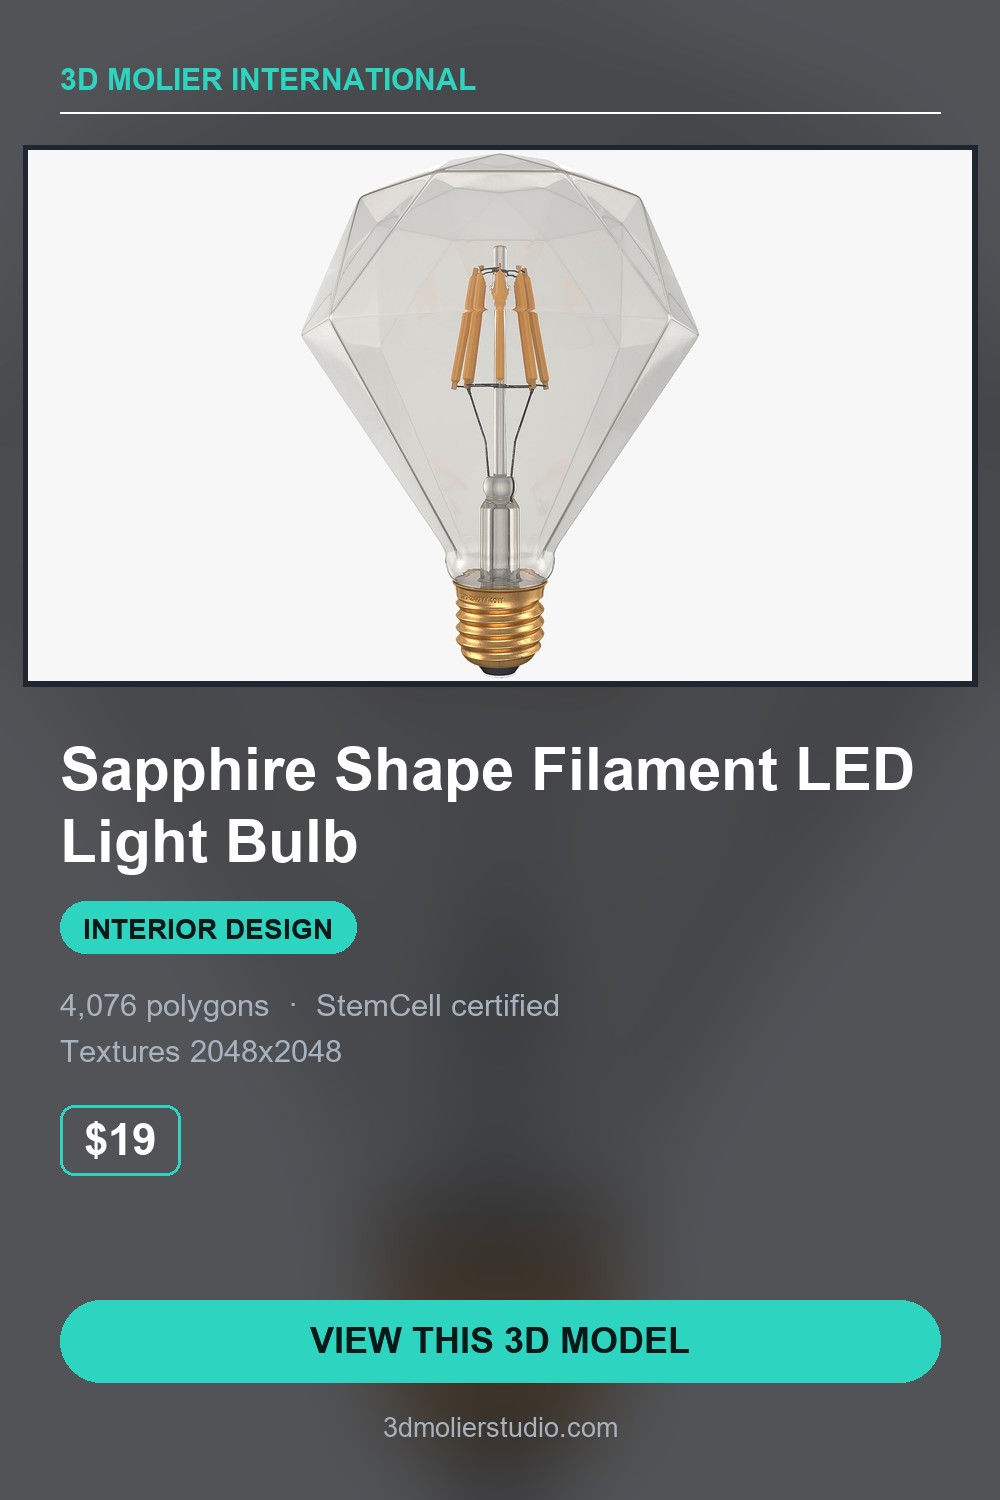 3D MOLIER INTERNATIONAL
Sapphire Shape Filament LED
Light Bulb
INTERIOR DESIGN
4,076 polygons · StemCell certified
Textures 2048x2048
$19
VIEW THIS 3D MODEL
3dmolierstudio.com